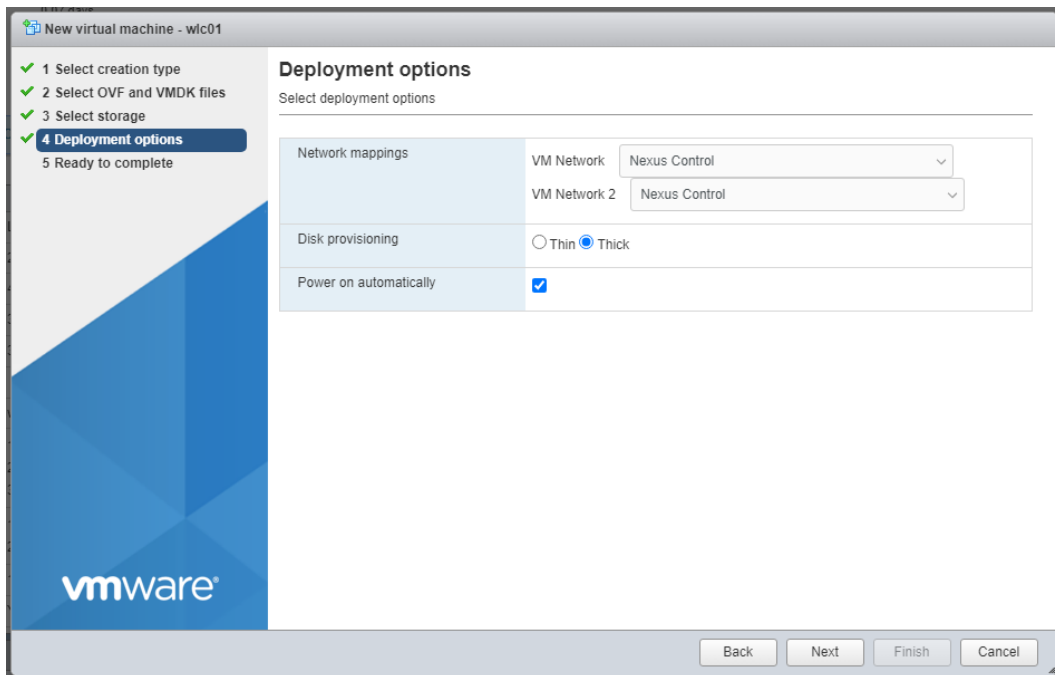 New virtual machine - wlc01
1 Select creation type
2 Select OVF and VMDK files
3 Select storage
4 Deployment options
5 Ready to complete
Deployment options
Select deployment options
Network mappings
VM Network Nexus Control
VM Network 2 Nexus Control
Disk provisioning
Thin Thick
Power on automatically
vmware®
Back Next Finish Cancel